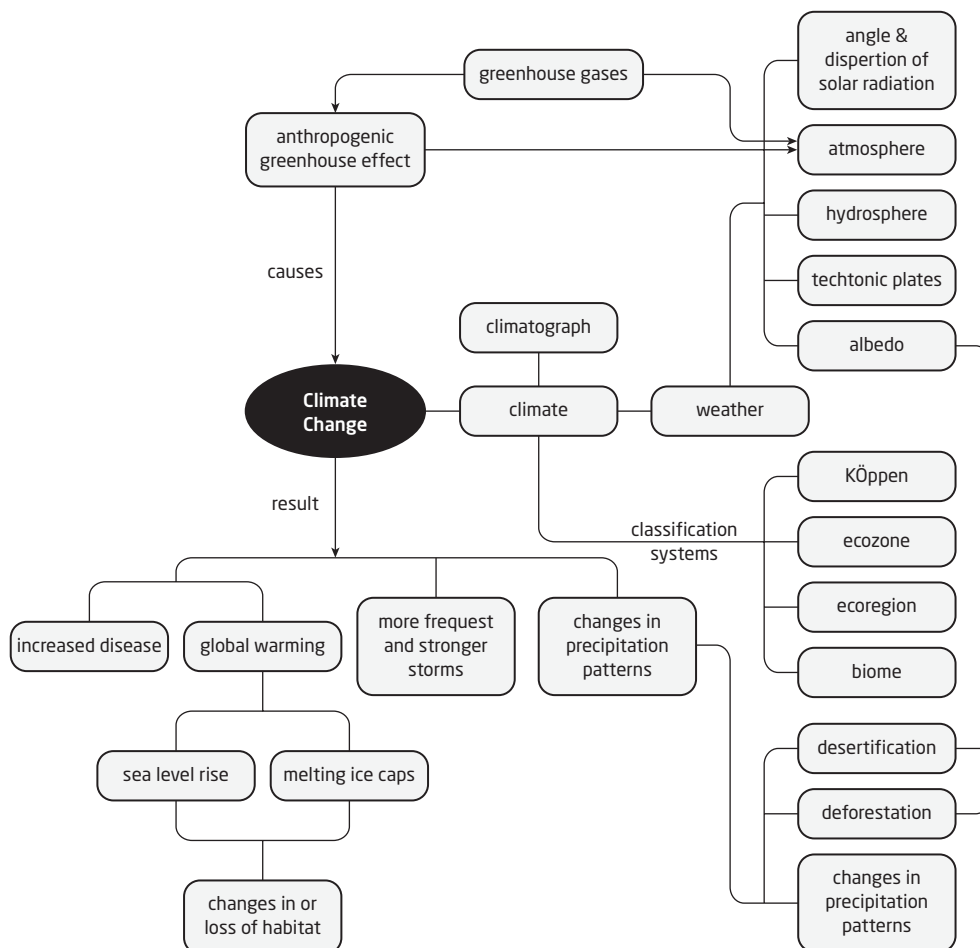 angle &
dispertion of
solar radiation
greenhouse gases
anthropogenic
greenhouse effect
atmosphere
hydrosphere
causes
techtonic plates
climatograph
albedo
Climate
Change
climate
weather
KÖppen
result
classification
systems
ecozone
increased disease
global warming
more frequest
and stronger
storms
changes in
precipitation
patterns
ecoregion
biome
sea level rise
melting ice caps
desertification
deforestation
changes in or
loss of habitat
changes in
precipitation
patterns